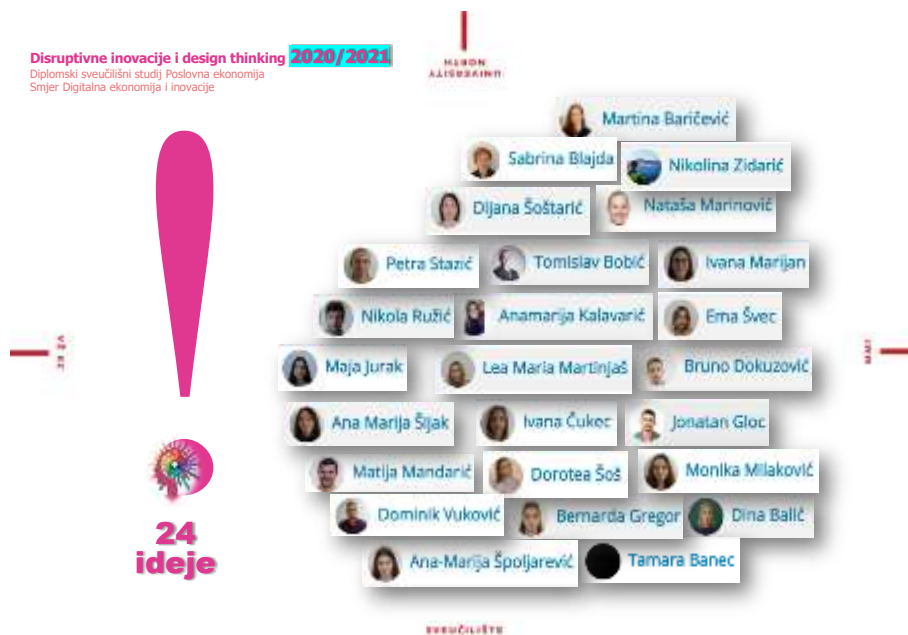 Disruptivne inovacije i design thinking 2020/2021
Diplomski sveučilišni studij Poslovna ekonomija
Smjer Digitalna ekonomija i inovacije
UNIVERSITY
NORTH
Martina Baričević
Sabrina Blajda
Nikolina Zidarić
Dijana Šoštarić
Nataša Marinović
Petra Stazić
Tomislav Bobić
Ivana Marijan
Nikola Ružić
Anamarija Kalavarić
Ema Švec
Maja Jurak
Lea Maria Martinjaš
Bruno Dokuzović
Ana Marija Šijak
Ivana Čukec
Jonatan Gloc
Matija Mandarić
Dorotea Šoš
Monika Milaković
Dominik Vuković
Bernarda Gregor
Dina Balić
Ana-Marija Špoljarević
Tamara Banec
24
ideje
SVEUČILIŠTE